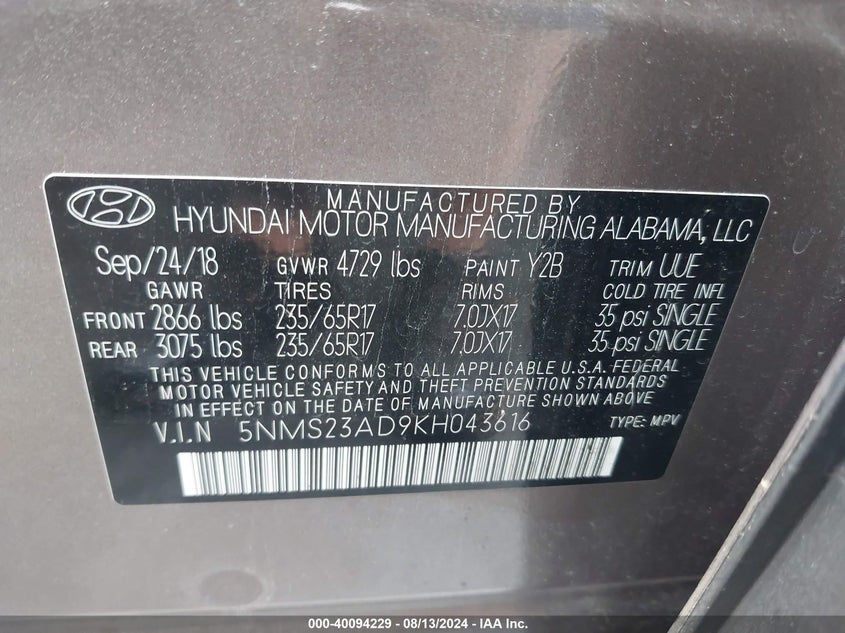 MANUFACTURED BY
HYUNDAI MOTOR MANUFACTURING ALABAMA, LLC
Sep/24/18 GVWR 4729 lbs PAINT Y2B TRIM UUE
GAWR TIRES RIMS COLD TIRE INFL
FRONT 2866 lbs 235/65R17 7.0JX17 35 psi SINGLE
REAR 3075 lbs 235/65R17 7.0JX17 35 psi SINGLE
THIS VEHICLE CONFORMS TO ALL APPLICABLE U.S.A. FEDERAL
MOTOR VEHICLE SAFETY AND THEFT PREVENTION STANDARDS
IN EFFECT ON THE DATE OF MANUFACTURE SHOWN ABOVE
V.I.N 5NMS23AD9KH043616 TYPE: MPV
000-40094229 - 08/13/2024 - IAA Inc.